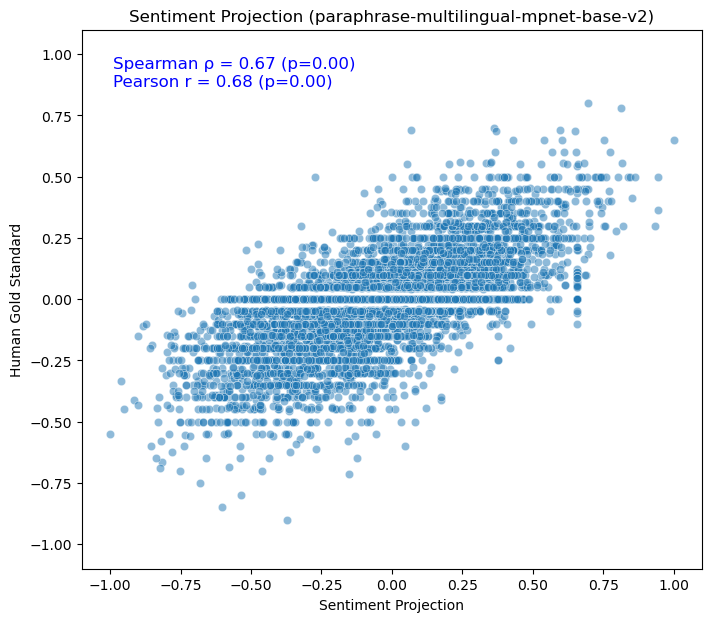 Sentiment Projection (paraphrase-multilingual-mpnet-base-v2)
Spearman ρ = 0.67 (p=0.00)
Pearson r = 0.68 (p=0.00)
Human Gold Standard
1.00
0.75
0.50
0.25
0.00
−0.25
−0.50
−0.75
−1.00
−1.00 −0.75 −0.50 −0.25 0.00 0.25 0.50 0.75 1.00
Sentiment Projection